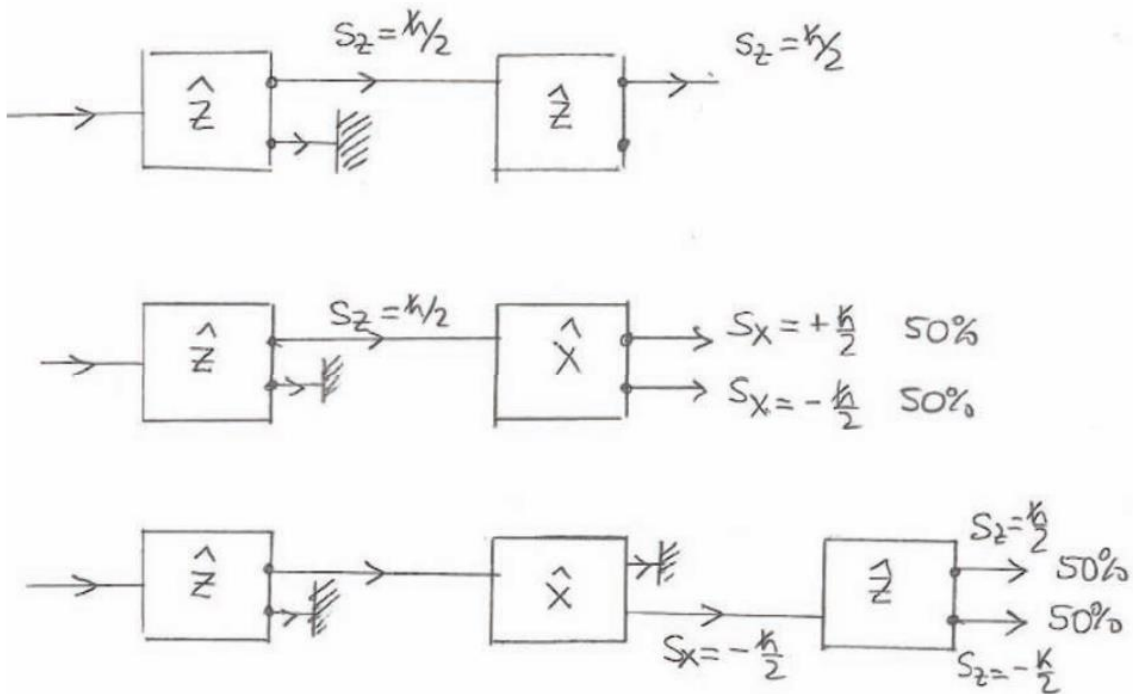 S_z = ħ/2 S_z = ħ/2
Ẑ Ẑ
S_z = ħ/2
Ẑ X̂ S_x = +ħ/2 50%
S_x = -ħ/2 50%
S_z = ħ/2
Ẑ X̂ Ẑ 50%
50%
S_x = -ħ/2 S_z = -ħ/2